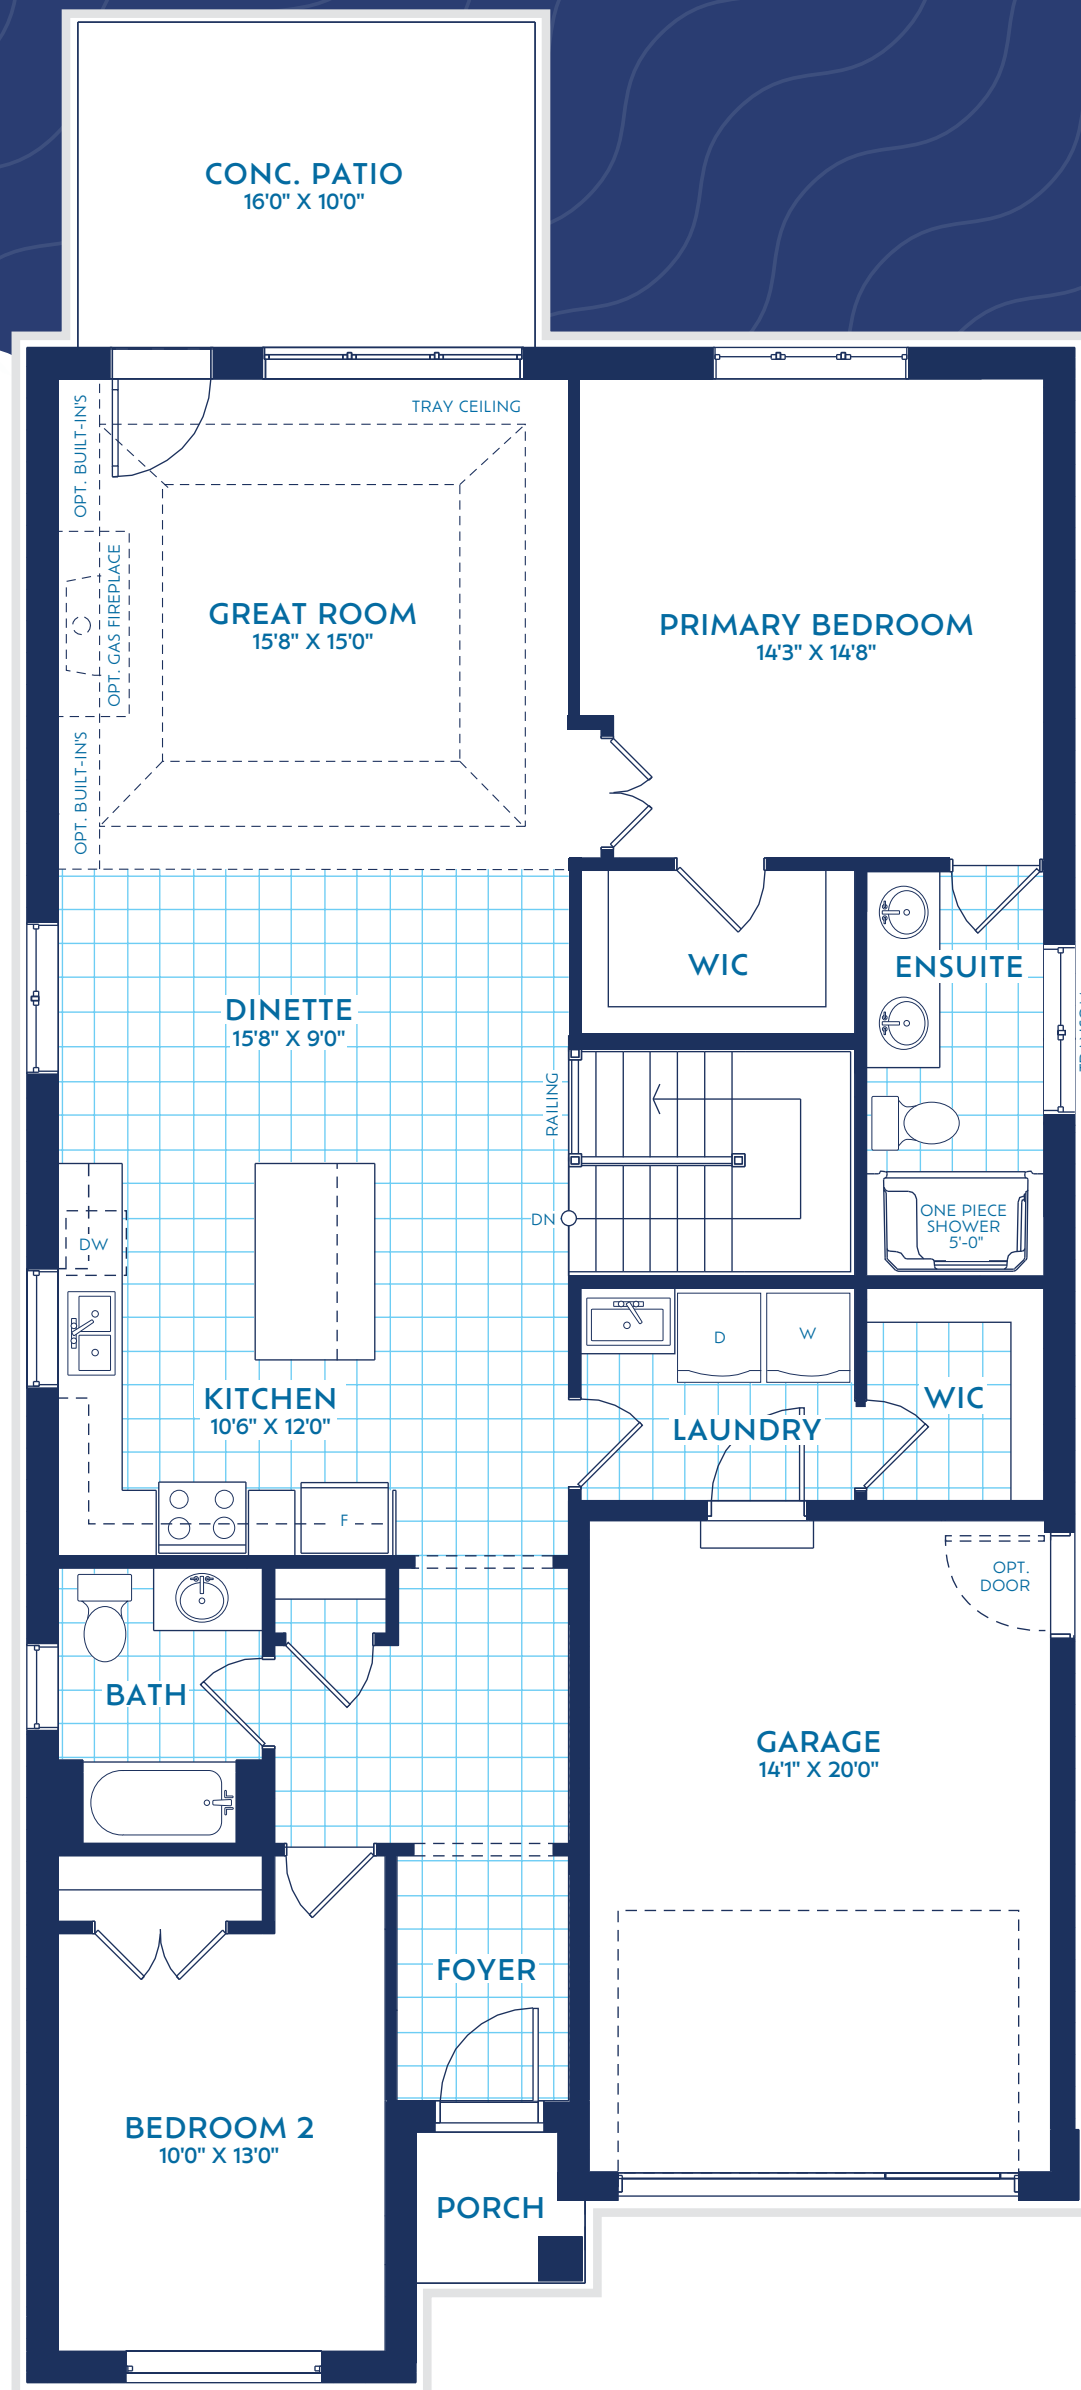 CONC. PATIO
16'0" X 10'0"
TRAY CEILING
OPT. BUILT-IN'S
OPT. GAS FIREPLACE
OPT. BUILT-IN'S
GREAT ROOM
15'8" X 15'0"
PRIMARY BEDROOM
14'3" X 14'8"
WIC
ENSUITE
DINETTE
15'8" X 9'0"
RAILING
DN
ONE PIECE
SHOWER
5'-0"
DW
D
W
KITCHEN
10'6" X 12'0"
LAUNDRY
WIC
F
OPT.
DOOR
BATH
GARAGE
14'1" X 20'0"
FOYER
BEDROOM 2
10'0" X 13'0"
PORCH